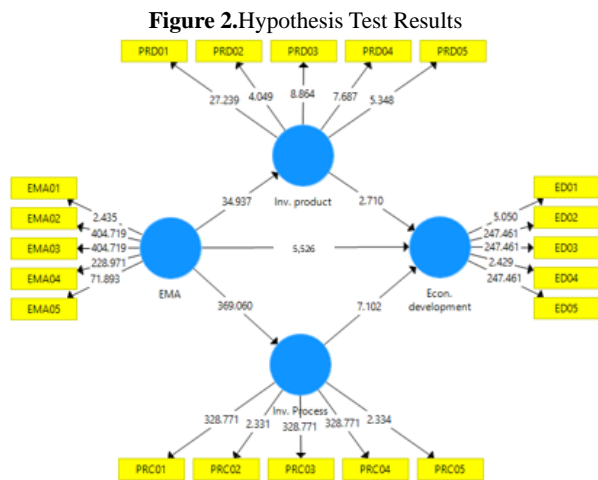 Figure 2.Hypothesis Test Results
PRD01 PRD02 PRD03 PRD04 PRD05
27.239 4.049 8.864 7.687 5.348
Inv. product
34.937 2.710
EMA01
EMA02
EMA03
EMA04
EMA05
2.435
404.719
404.719
228.971
71.893
EMA
5,526
ED01
ED02
ED03
ED04
ED05
5.050
247.461
247.461
2.429
247.461
Econ.
development
369.060 7.102
Inv. Process
328.771 2.331 328.771 328.771 2.334
PRC01 PRC02 PRC03 PRC04 PRC05